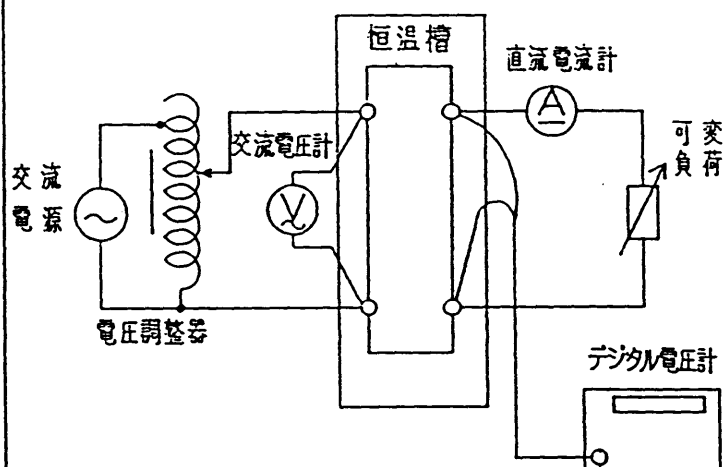 恒温槽
直流電流計
A
交流電圧計
可変
負荷
交流
電源
V
電圧調整器
デジタル電圧計